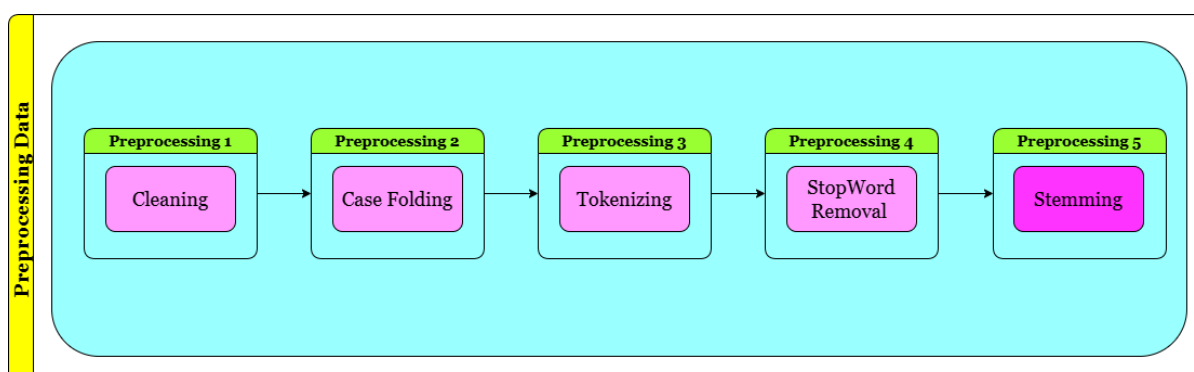 Preprocessing Data
Preprocessing 1
Cleaning
Preprocessing 2
Case Folding
Preprocessing 3
Tokenizing
Preprocessing 4
StopWord
Removal
Preprocessing 5
Stemming